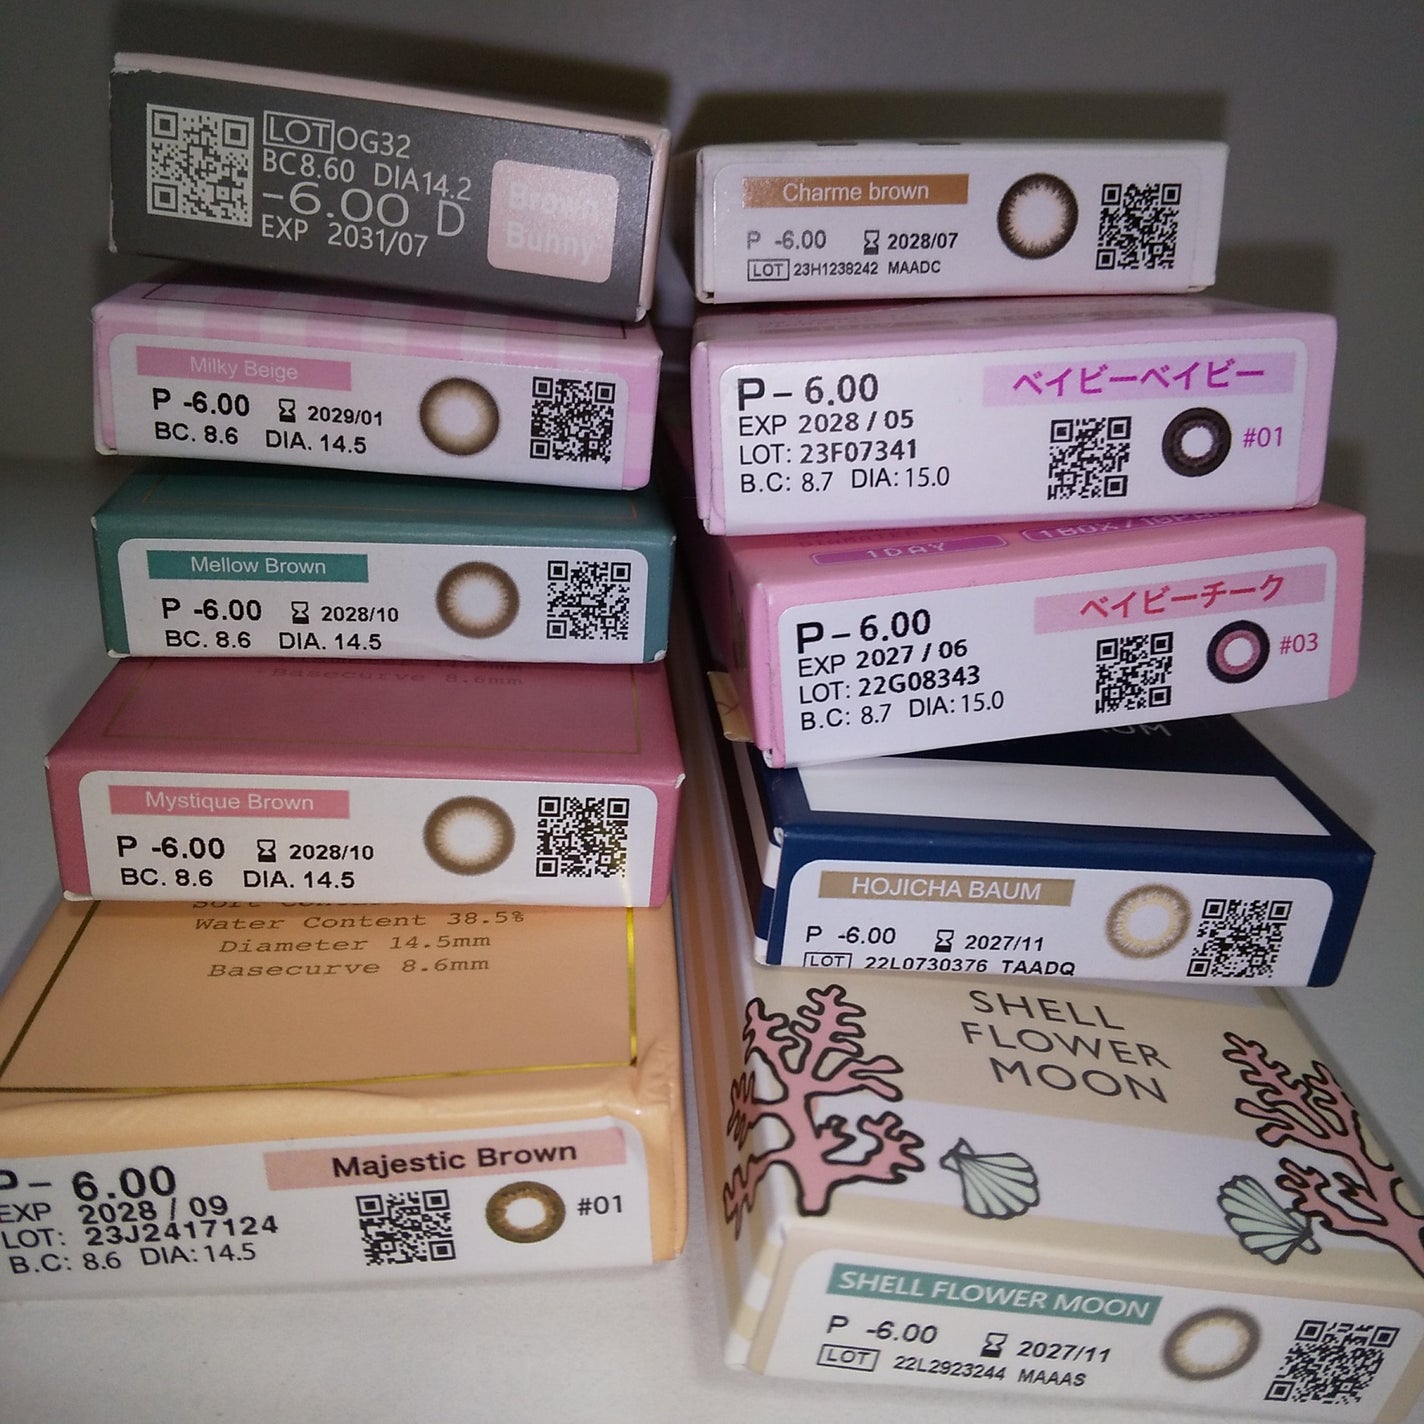 LOT OG32
BC8.60 DIA14.2
-6.00 D
EXP 2031/07
Brown
Bunny
Milky Beige
P -6.00 2029/01
BC. 8.6 DIA. 14.5
Mellow Brown
P -6.00 2028/10
BC. 8.6 DIA. 14.5
Basecurve 8.6mm
Mystique Brown
P -6.00 2028/10
BC. 8.6 DIA. 14.5
Water Content 38.5%
Diameter 14.5mm
Basecurve 8.6mm
Majestic Brown
P- 6.00
EXP 2028 / 09
LOT: 23J2417124
B.C: 8.6 DIA: 14.5
#01
Charme brown
P -6.00 2028/07
LOT 23H1238242 MAADC
ベイビーベイビー
P- 6.00
EXP 2028 / 05
LOT: 23F07341
B.C: 8.7 DIA: 15.0
#01
1DAY
ベイビーチーク
P- 6.00
EXP 2027 / 06
LOT: 22G08343
B.C: 8.7 DIA: 15.0
#03
HOJICHA BAUM
P -6.00 2027/11
LOT 22L0730376 TAADQ
SHELL
FLOWER
MOON
SHELL FLOWER MOON
P -6.00 2027/11
LOT 22L2923244 MAAAS